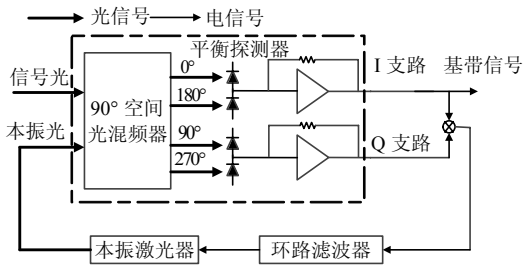 光信号 电信号
平衡探测器
信号光
本振光
90° 空间
光混频器
0°
180°
90°
270°
I 支路 基带信号
Q 支路
本振激光器
环路滤波器